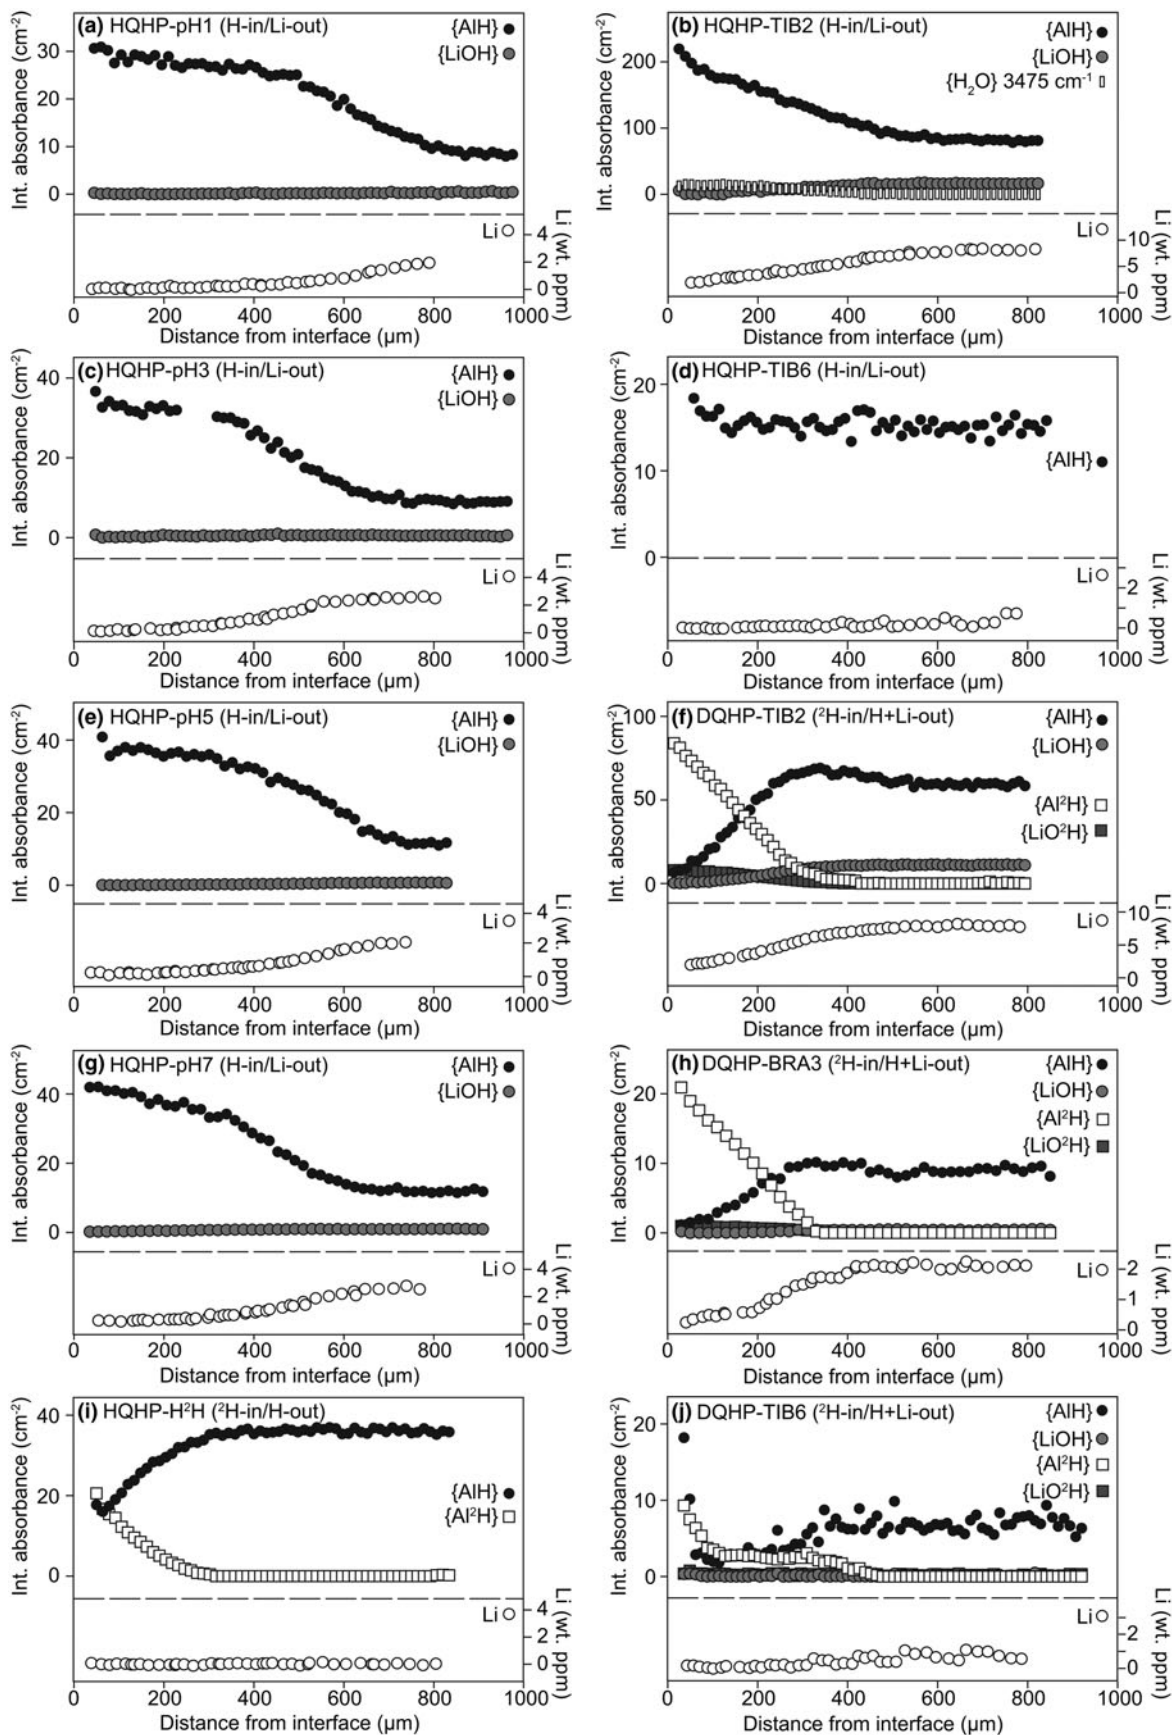 (a) HQHP-pH1 (H-in/Li-out)
{AlH}
{LiOH}
Int. absorbance (cm⁻²)
30
20
10
0
Li
Li (wt. ppm)
4
2
0
0 200 400 600 800 1000
Distance from interface (µm)
(b) HQHP-TIB2 (H-in/Li-out)
{AlH}
{LiOH}
{H₂O} 3475 cm⁻¹
Int. absorbance (cm⁻²)
200
100
0
Li
Li (wt. ppm)
10
5
0
0 200 400 600 800 1000
Distance from interface (µm)
(c) HQHP-pH3 (H-in/Li-out)
{AlH}
{LiOH}
Int. absorbance (cm⁻²)
40
20
0
Li
Li (wt. ppm)
4
2
0
0 200 400 600 800 1000
Distance from interface (µm)
(d) HQHP-TIB6 (H-in/Li-out)
{AlH}
Int. absorbance (cm⁻²)
20
10
0
Li
Li (wt. ppm)
2
0
0 200 400 600 800 1000
Distance from interface (µm)
(e) HQHP-pH5 (H-in/Li-out)
{AlH}
{LiOH}
Int. absorbance (cm⁻²)
40
20
0
Li
Li (wt. ppm)
4
2
0
0 200 400 600 800 1000
Distance from interface (µm)
(f) DQHP-TIB2 (²H-in/H+Li-out)
{AlH}
{LiOH}
{Al²H}
{LiO²H}
Int. absorbance (cm⁻²)
100
50
0
Li
Li (wt. ppm)
10
5
0
0 200 400 600 800 1000
Distance from interface (µm)
(g) HQHP-pH7 (H-in/Li-out)
{AlH}
{LiOH}
Int. absorbance (cm⁻²)
40
20
0
Li
Li (wt. ppm)
4
2
0
0 200 400 600 800 1000
Distance from interface (µm)
(h) DQHP-BRA3 (²H-in/H+Li-out)
{AlH}
{LiOH}
{Al²H}
{LiO²H}
Int. absorbance (cm⁻²)
20
10
0
Li
Li (wt. ppm)
2
1
0
0 200 400 600 800 1000
Distance from interface (µm)
(i) HQHP-H²H (²H-in/H-out)
{AlH}
{Al²H}
Int. absorbance (cm⁻²)
40
20
0
Li
Li (wt. ppm)
4
2
0
0 200 400 600 800 1000
Distance from interface (µm)
(j) DQHP-TIB6 (²H-in/H+Li-out)
{AlH}
{LiOH}
{Al²H}
{LiO²H}
Int. absorbance (cm⁻²)
20
10
0
Li
Li (wt. ppm)
2
0
0 200 400 600 800 1000
Distance from interface (µm)